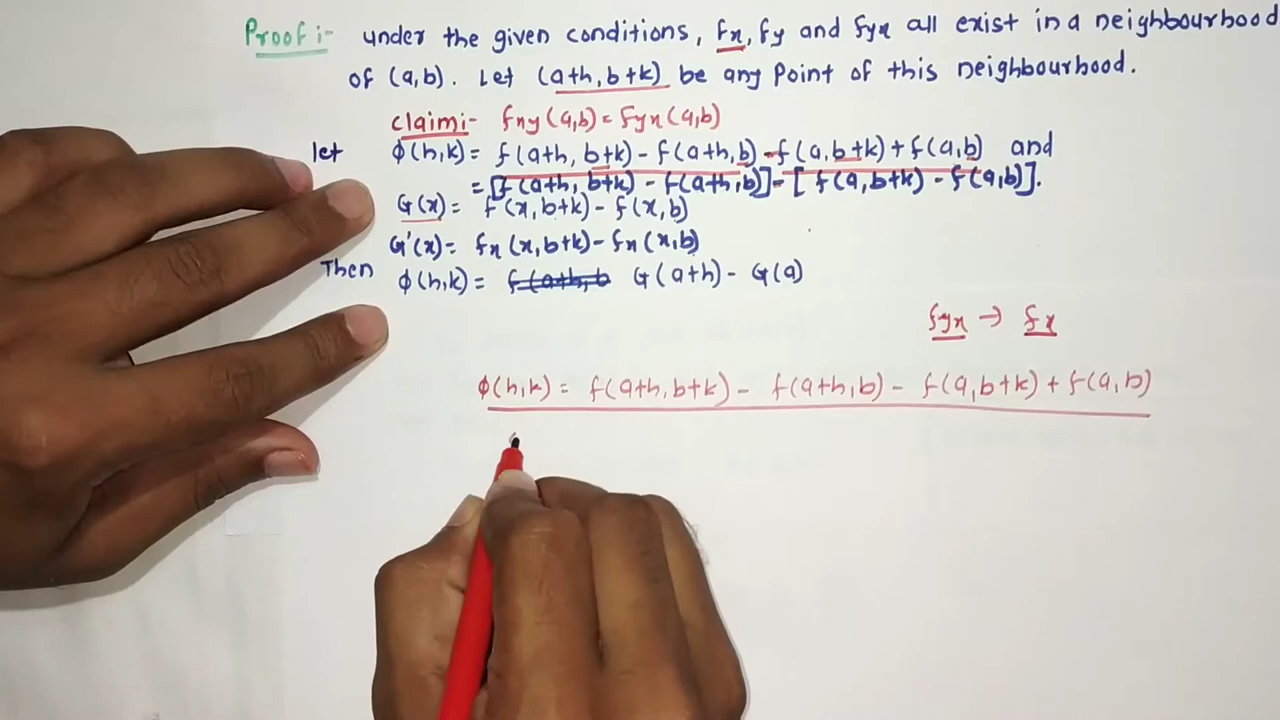 Proof :- under the given conditions, fx, fy and fyx all exist in a neighbourhood
of (a,b). Let (a+h, b+k) be any Point of this neighbourhood.
claim:- fxy(a,b) = fyx(a,b)
let ϕ(h,k) = f(a+h, b+k) - f(a+h, b) - f(a, b+k) + f(a,b) and
= [f(a+h, b+k) - f(a+h, b)] - [f(a, b+k) - f(a,b)].
G(x) = f(x, b+k) - f(x, b)
G'(x) = fx(x, b+k) - fx(x, b)
Then ϕ(h,k) = f(a+h, b G(a+h) - G(a)
fyx → fx
ϕ(h,k) = f(a+h, b+k) - f(a+h, b) - f(a, b+k) + f(a, b)